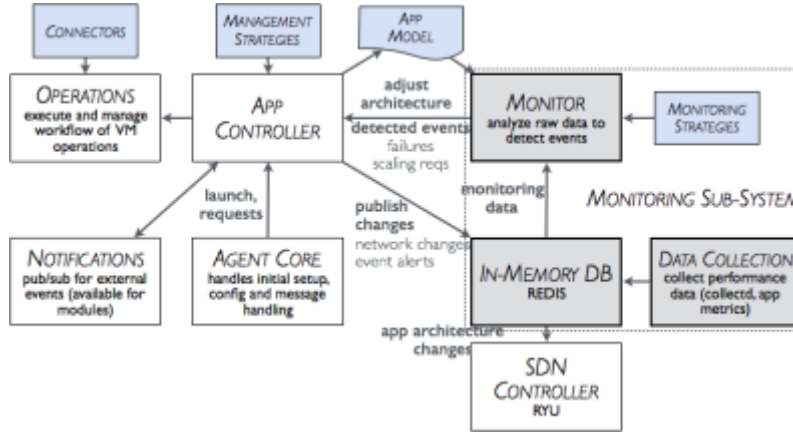 CONNECTORS
MANAGEMENT
STRATEGIES
APP
MODEL
OPERATIONS
execute and manage
workflow of VM
operations
APP
CONTROLLER
adjust
architecture
detected events
failures
scaling reqs
MONITOR
analyze raw data to
detect events
MONITORING
STRATEGIES
launch,
requests
publish
changes
network changes
event alerts
monitoring
data
MONITORING SUB-SYSTEM
NOTIFICATIONS
pub/sub for external
events (available for
modules)
AGENT CORE
handles initial setup,
config and message
handling
IN-MEMORY DB
REDIS
DATA COLLECTION
collect performance
data (collectd, app
metrics)
app architecture
changes
SDN
CONTROLLER
RYU